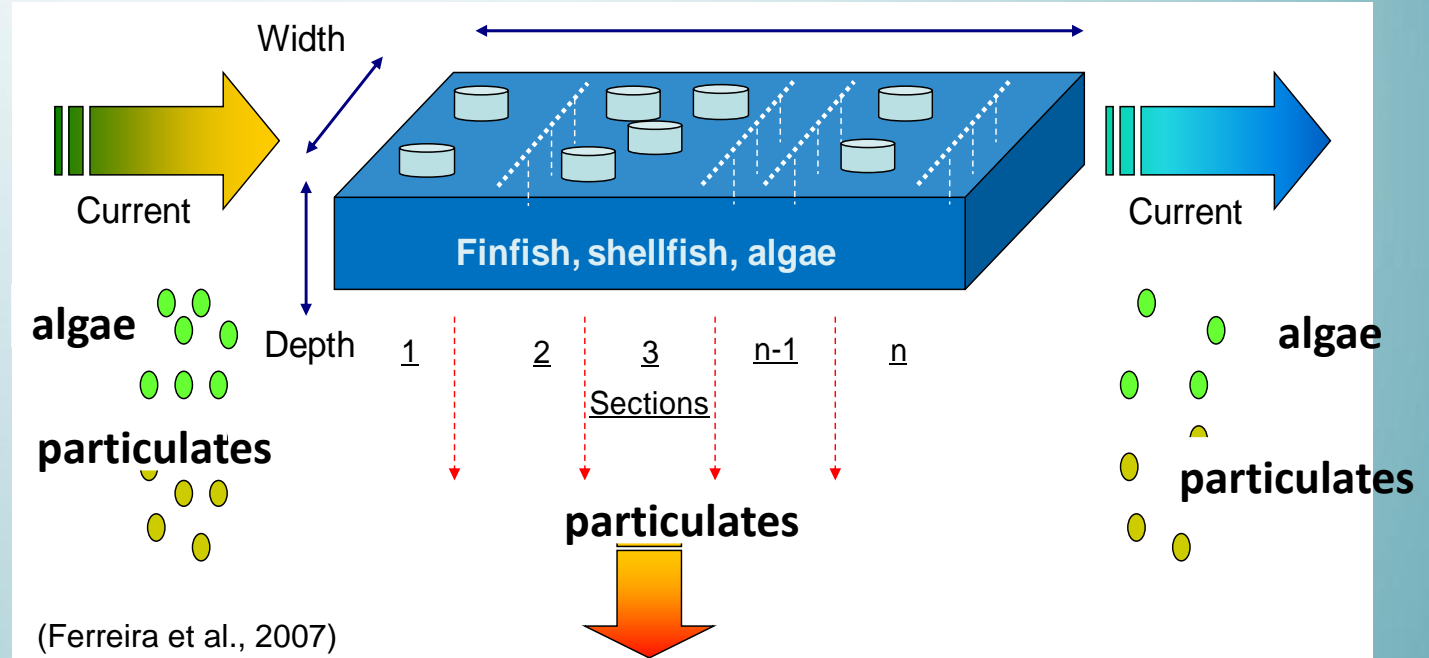 Width
Current
Current
Finfish, shellfish, algae
algae
Depth
1 2 3 n-1 n
algae
Sections
particulates
particulates
particulates
(Ferreira et al., 2007)